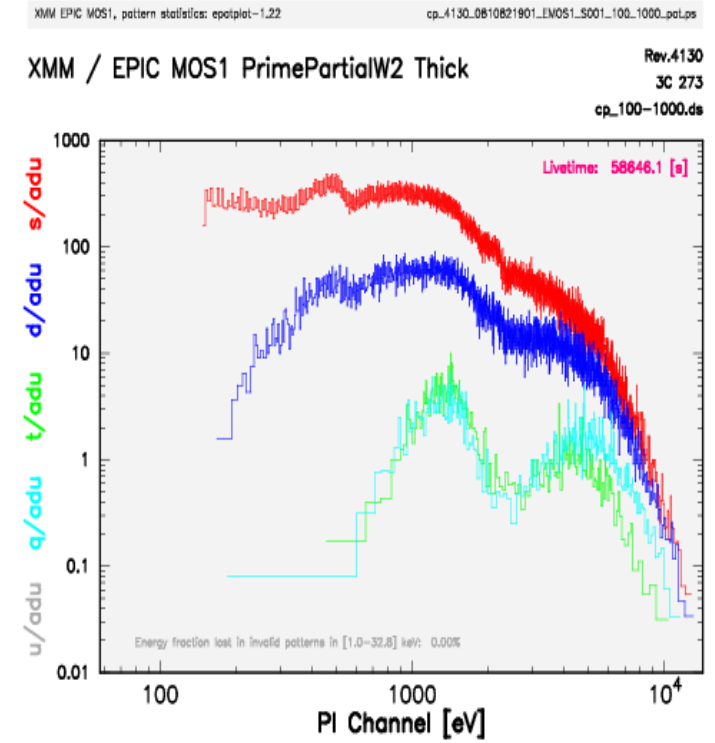 XMM EPIC MOS1, pattern statistics: epatplot-1.22 cp_4130_0810821901_EMOS1_S001_100_1000_pat.ps
XMM / EPIC MOS1 PrimePartialW2 Thick
Rev.4130
3C 273
cp_100-1000.ds
Livetime: 58646.1 [s]
1000
100
10
1
0.1
0.01
s/adu
d/adu
t/adu
q/adu
u/adu
Energy fraction lost in invalid patterns in [1.0-32.8] keV: 0.00%
100 1000 10⁴
PI Channel [eV]